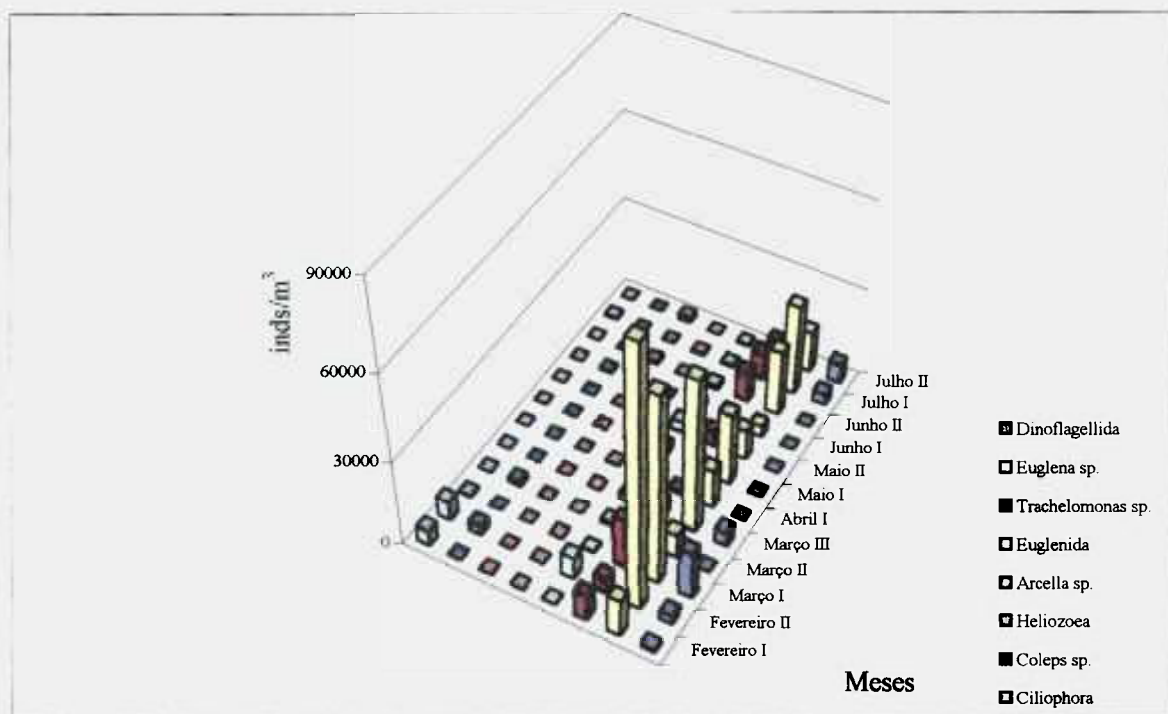 90000
60000
30000
0
inds/m³
Julho II
Julho I
Junho II
Junho I
Maio II
Maio I
Abril I
Março III
Março II
Março I
Fevereiro II
Fevereiro I
Meses
Dinoflagellida
Euglena sp.
Trachelomonas sp.
Euglenida
Arcella sp.
Heliozoea
Coleps sp.
Ciliophora